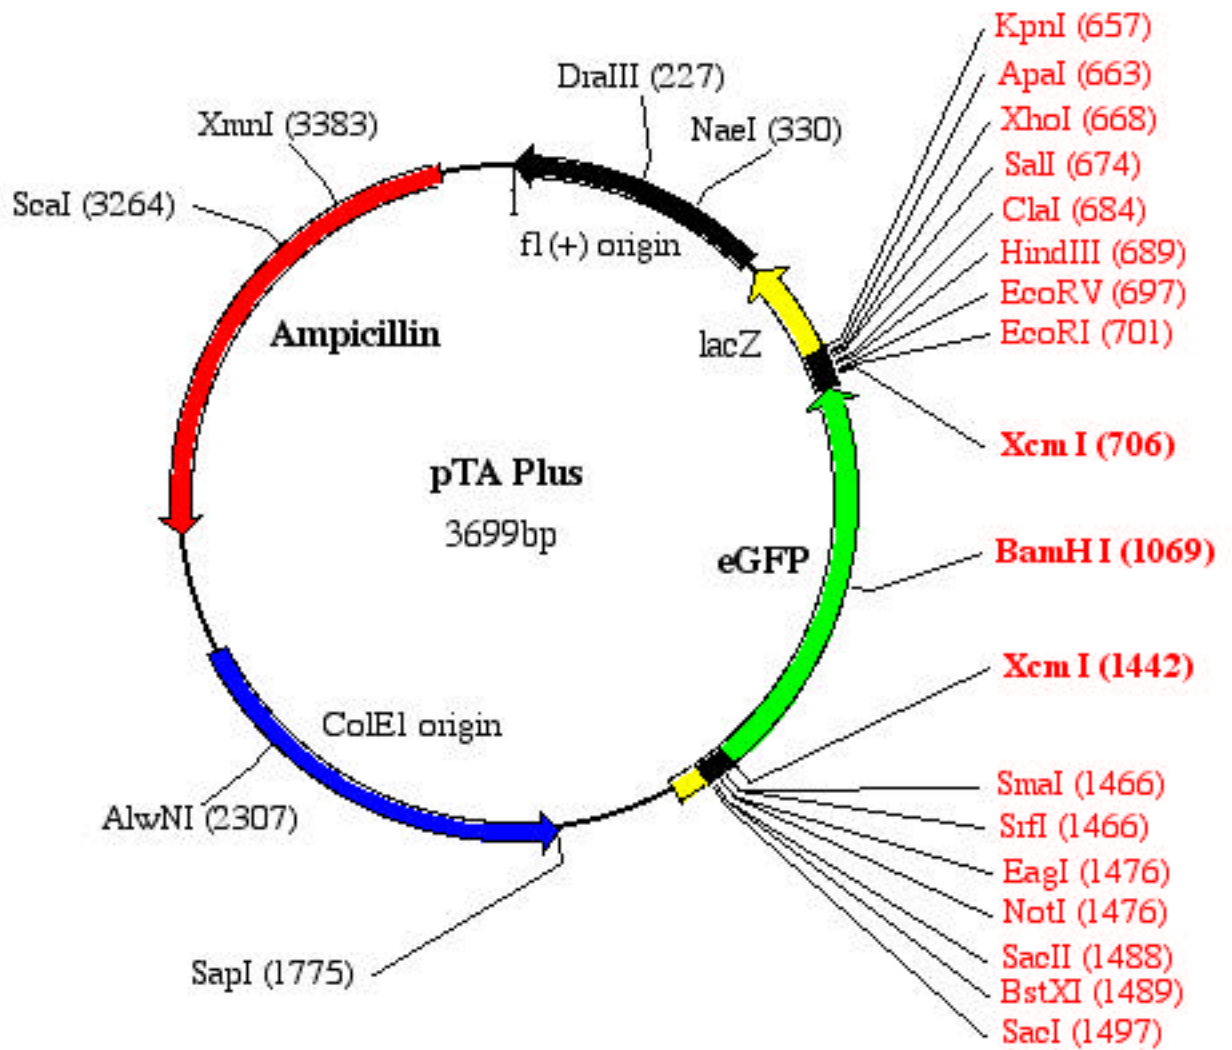 KpnI (657)
ApaI (663)
XhoI (668)
SalI (674)
ClaI (684)
HindIII (689)
EcoRV (697)
EcoRI (701)
Xcm I (706)
BamH I (1069)
Xcm I (1442)
SmaI (1466)
SrfI (1466)
EagI (1476)
NotI (1476)
SacII (1488)
BstXI (1489)
SacI (1497)
DraIII (227)
NaeI (330)
XmnI (3383)
ScaI (3264)
f1(+) origin
Ampicillin
lacZ
pTA Plus
3699bp
eGFP
ColE1 origin
AlwNI (2307)
SapI (1775)